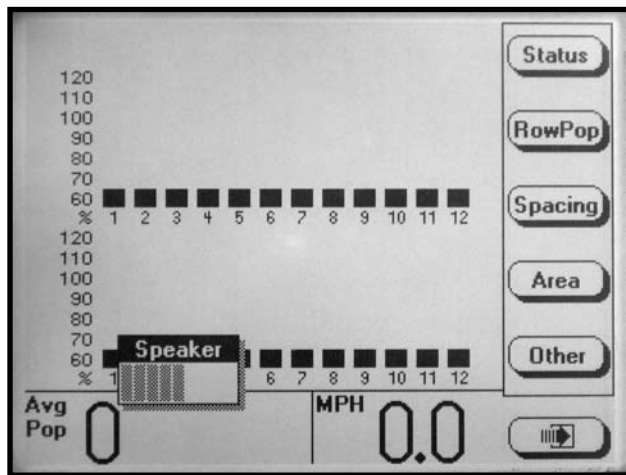 Status
120
110
100
90
80
70
60
% 1 2 3 4 5 6 7 8 9 10 11 12
RowPop
Spacing
120
110
100
90
80
70
60
% 1 6 7 8 9 10 11 12
Speaker
Area
Other
Avg
Pop
0
MPH
0.0